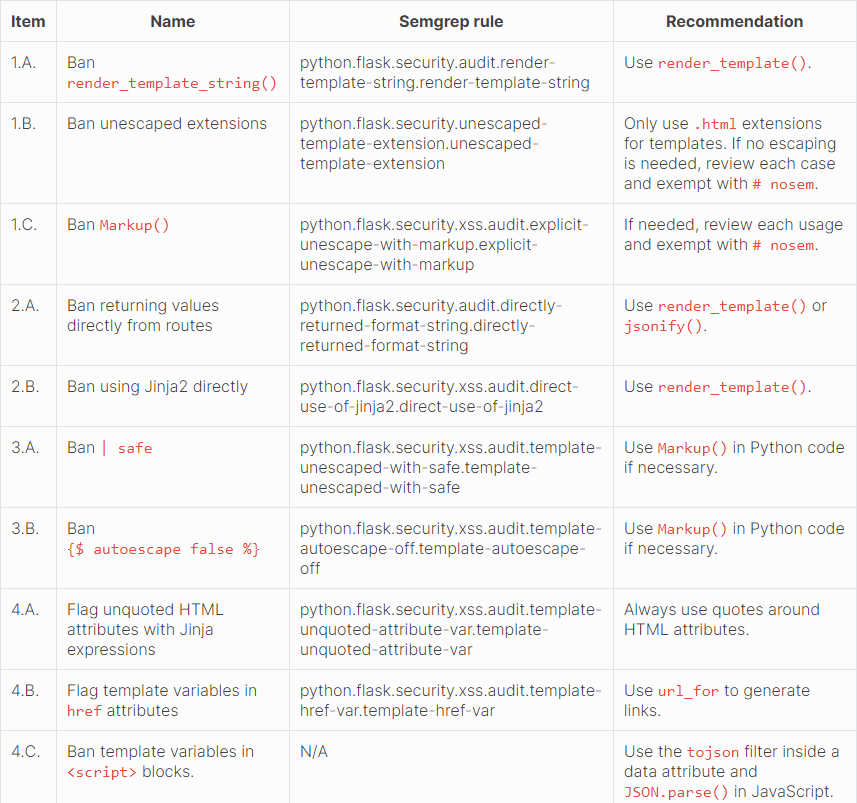 Item Name Semgrep rule Recommendation
1.A. Ban python.flask.security.audit.render- Use render_template().
render_template_string() template-string.render-template-string
1.B. Ban unescaped extensions python.flask.security.unescaped- Only use .html extensions
template-extension.unescaped- for templates. If no escaping
template-extension is needed, review each case
and exempt with # nosem.
1.C. Ban Markup() python.flask.security.xss.audit.explicit- If needed, review each usage
unescape-with-markup.explicit- and exempt with # nosem.
unescape-with-markup
2.A. Ban returning values python.flask.security.audit.directly- Use render_template() or
directly from routes returned-format-string.directly- jsonify().
returned-format-string
2.B. Ban using Jinja2 directly python.flask.security.xss.audit.direct- Use render_template().
use-of-jinja2.direct-use-of-jinja2
3.A. Ban | safe python.flask.security.xss.audit.template- Use Markup() in Python code
unescaped-with-safe.template- if necessary.
unescaped-with-safe
3.B. Ban python.flask.security.xss.audit.template- Use Markup() in Python code
{$ autoescape false %} autoescape-off.template-autoescape- if necessary.
off
4.A. Flag unquoted HTML python.flask.security.xss.audit.template- Always use quotes around
attributes with Jinja unquoted-attribute-var.template- HTML attributes.
expressions unquoted-attribute-var
4.B. Flag template variables in python.flask.security.xss.audit.template- Use url_for to generate
href attributes href-var.template-href-var links.
4.C. Ban template variables in N/A Use the tojson filter inside a
<script> blocks. data attribute and
JSON.parse() in JavaScript.